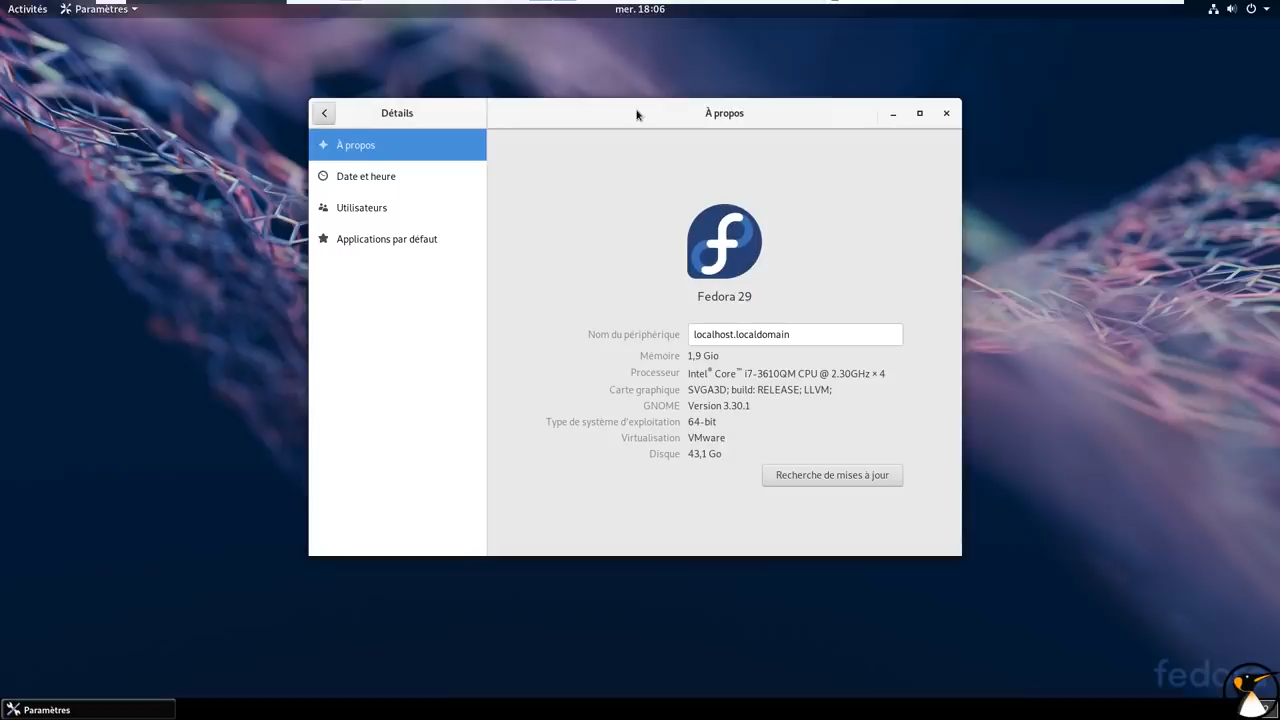 Activités Paramètres mer. 18:06
Détails À propos
À propos
Date et heure
Utilisateurs
Applications par défaut
Fedora 29
Nom du périphérique localhost.localdomain
Mémoire 1,9 Gio
Processeur Intel® Core™ i7-3610QM CPU @ 2.30GHz × 4
Carte graphique SVGA3D; build: RELEASE; LLVM;
GNOME Version 3.30.1
Type de système d'exploitation 64-bit
Virtualisation VMware
Disque 43,1 Go
Recherche de mises à jour
Paramètres